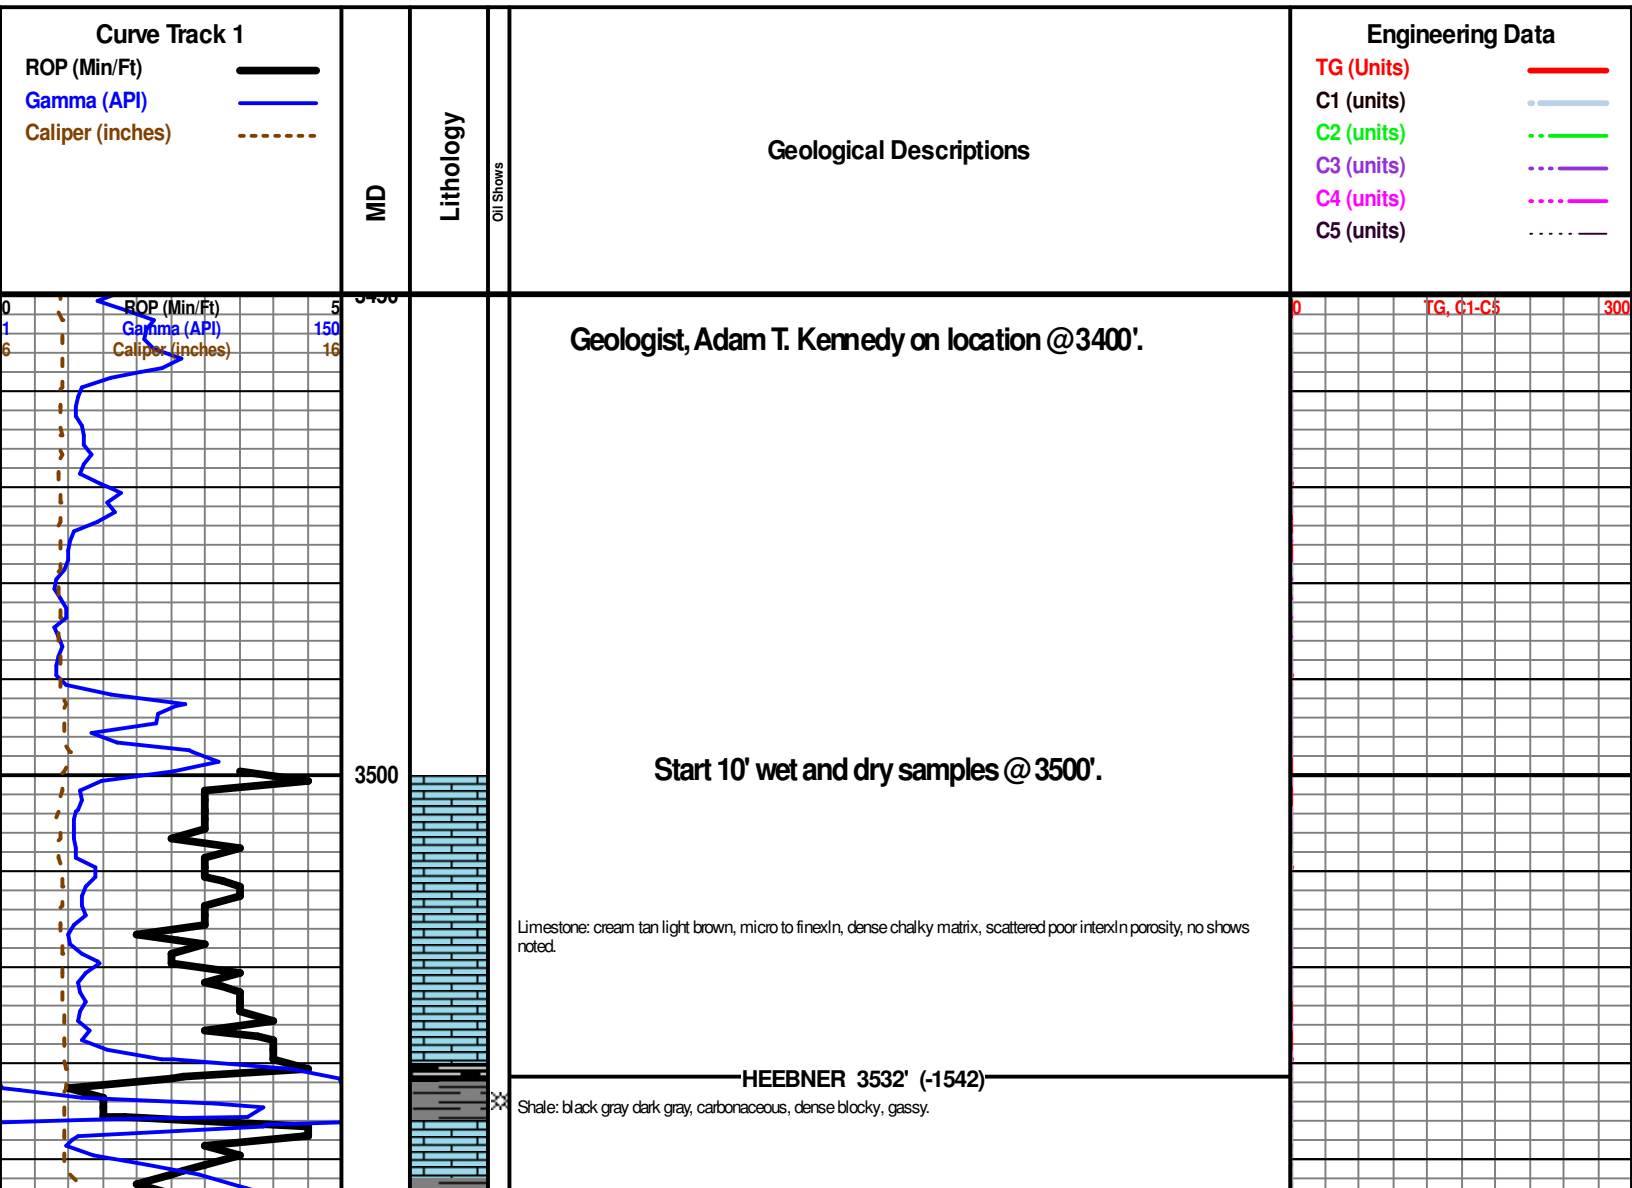 Curve Track 1
ROP (Min/Ft)
Gamma (API)
Caliper (inches)
MD
Lithology
Oil Shows
Geological Descriptions
Engineering Data
TG (Units)
C1 (units)
C2 (units)
C3 (units)
C4 (units)
C5 (units)
0 ROP (Min/Ft) 5
1 Gamma (API) 150
6 Caliper (inches) 16
3450
0 TG, C1-C5 300
Geologist, Adam T. Kennedy on location @ 3400'.
3500
Start 10' wet and dry samples @ 3500'.
Limestone: cream tan light brown, micro to finexln, dense chalky matrix, scattered poor interxln porosity, no shows
noted.
HEEBNER 3532' (-1542)
Shale: black gray dark gray, carbonaceous, dense blocky, gassy.